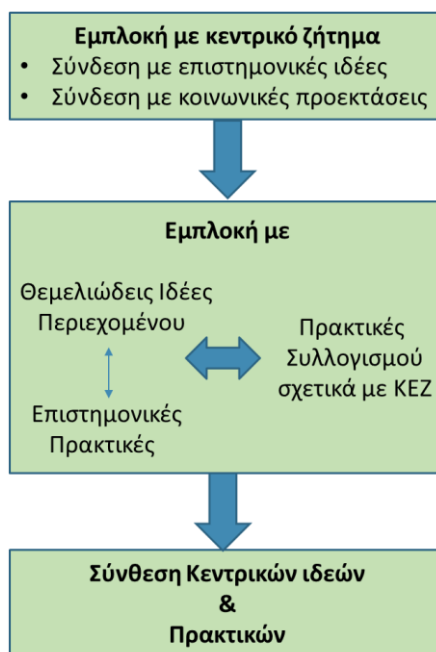 Εμπλοκή με κεντρικό ζήτημα
• Σύνδεση με επιστημονικές ιδέες
• Σύνδεση με κοινωνικές προεκτάσεις
Εμπλοκή με
Θεμελιώδεις Ιδέες
Περιεχομένου
Επιστημονικές
Πρακτικές
Πρακτικές
Συλλογισμού
σχετικά με ΚΕΖ
Σύνθεση Κεντρικών ιδεών
&
Πρακτικών